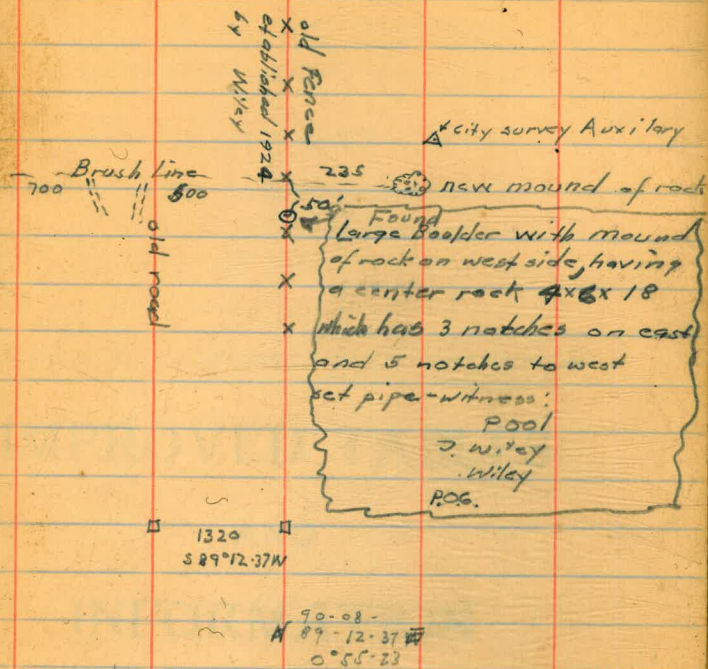 old Fence
etablished 1924
by Wiley
city survey Auxilary
Brush line
700
500
235
new mound of rock
50'
old road
Found
Large Boolder with mound
of rock on west side, having
a center rock 4x6x18
which has 3 notches on east
and 5 notches to west
set pipe-witness:
Pool
J. Wiley
Wiley
P.O.G.
1320
S 89°12-37W
90-08-
N 89-12-37 W
0°55-23